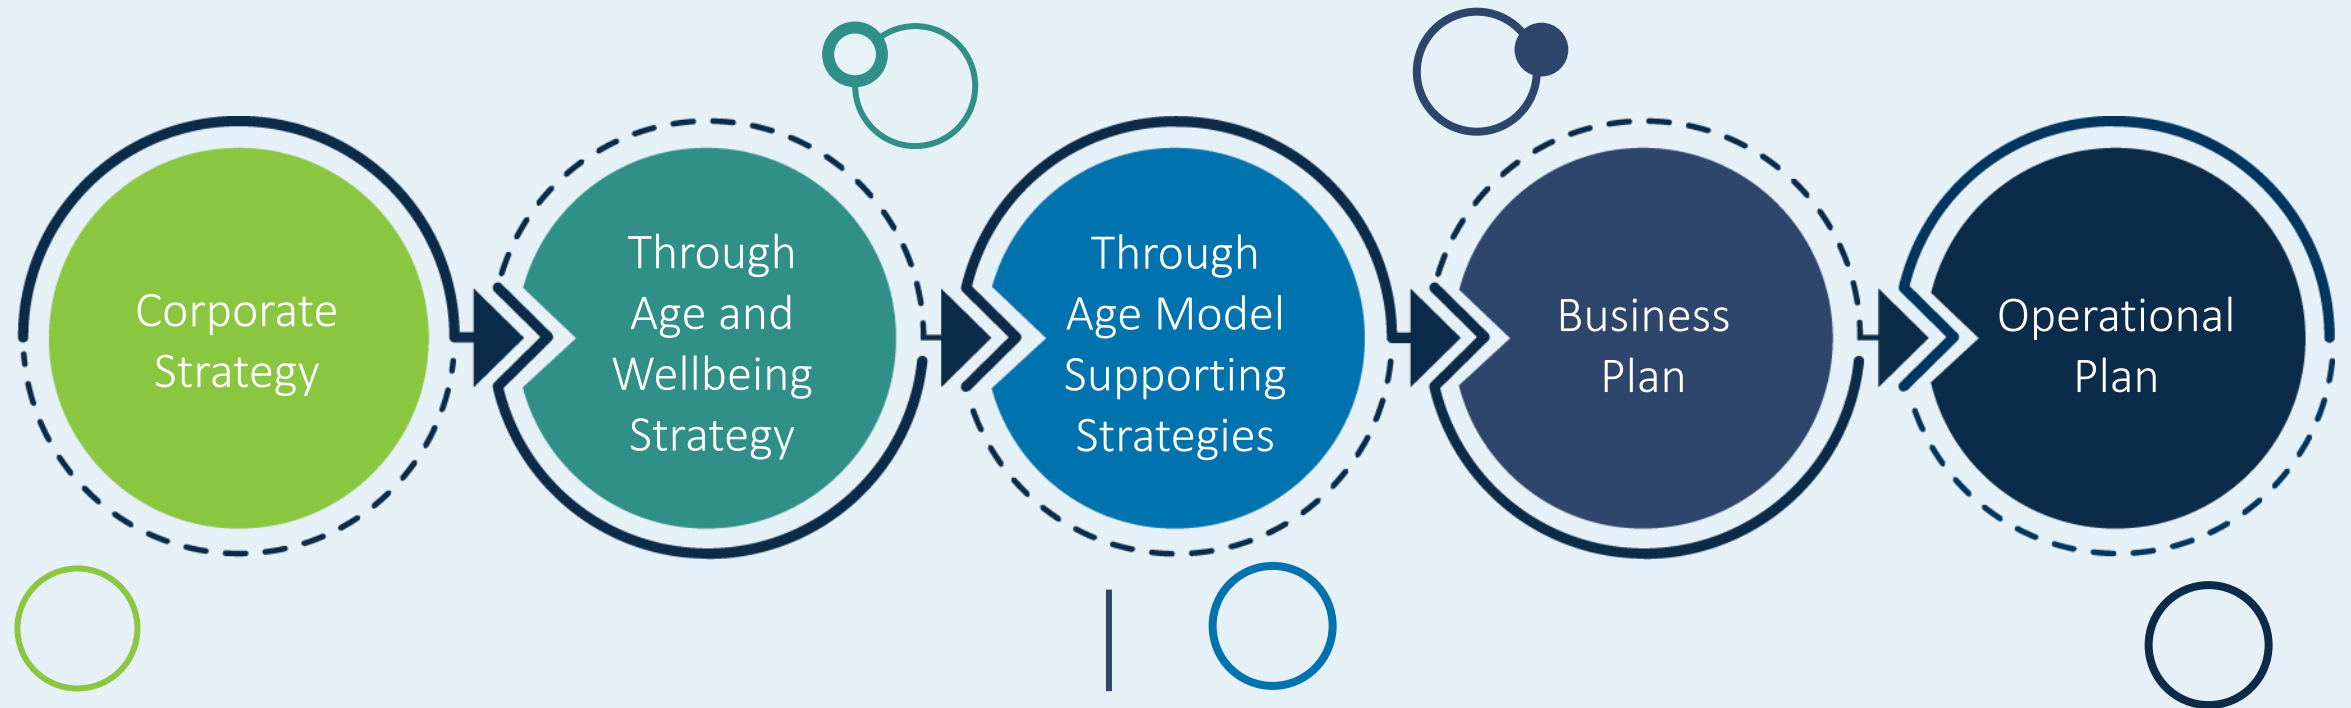 Corporate
Strategy
Through
Age and
Wellbeing
Strategy
Through
Age Model
Supporting
Strategies
Business
Plan
Operational
Plan